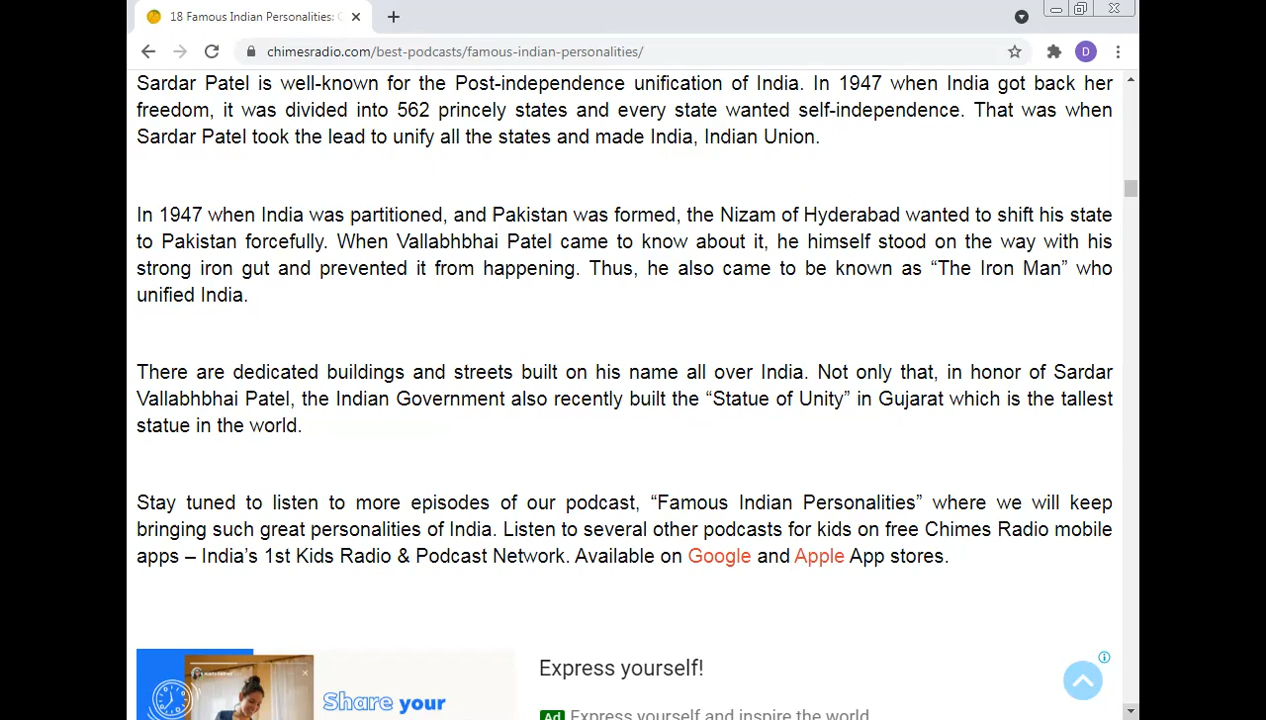 18 Famous Indian Personalities:
chimesradio.com/best-podcasts/famous-indian-personalities/
D
Sardar Patel is well-known for the Post-independence unification of India. In 1947 when India got back her
freedom, it was divided into 562 princely states and every state wanted self-independence. That was when
Sardar Patel took the lead to unify all the states and made India, Indian Union.
In 1947 when India was partitioned, and Pakistan was formed, the Nizam of Hyderabad wanted to shift his state
to Pakistan forcefully. When Vallabhbhai Patel came to know about it, he himself stood on the way with his
strong iron gut and prevented it from happening. Thus, he also came to be known as “The Iron Man” who
unified India.
There are dedicated buildings and streets built on his name all over India. Not only that, in honor of Sardar
Vallabhbhai Patel, the Indian Government also recently built the “Statue of Unity” in Gujarat which is the tallest
statue in the world.
Stay tuned to listen to more episodes of our podcast, “Famous Indian Personalities” where we will keep
bringing such great personalities of India. Listen to several other podcasts for kids on free Chimes Radio mobile
apps – India’s 1st Kids Radio & Podcast Network. Available on Google and Apple App stores.
Share your
Express yourself!
Ad Express yourself and inspire the world